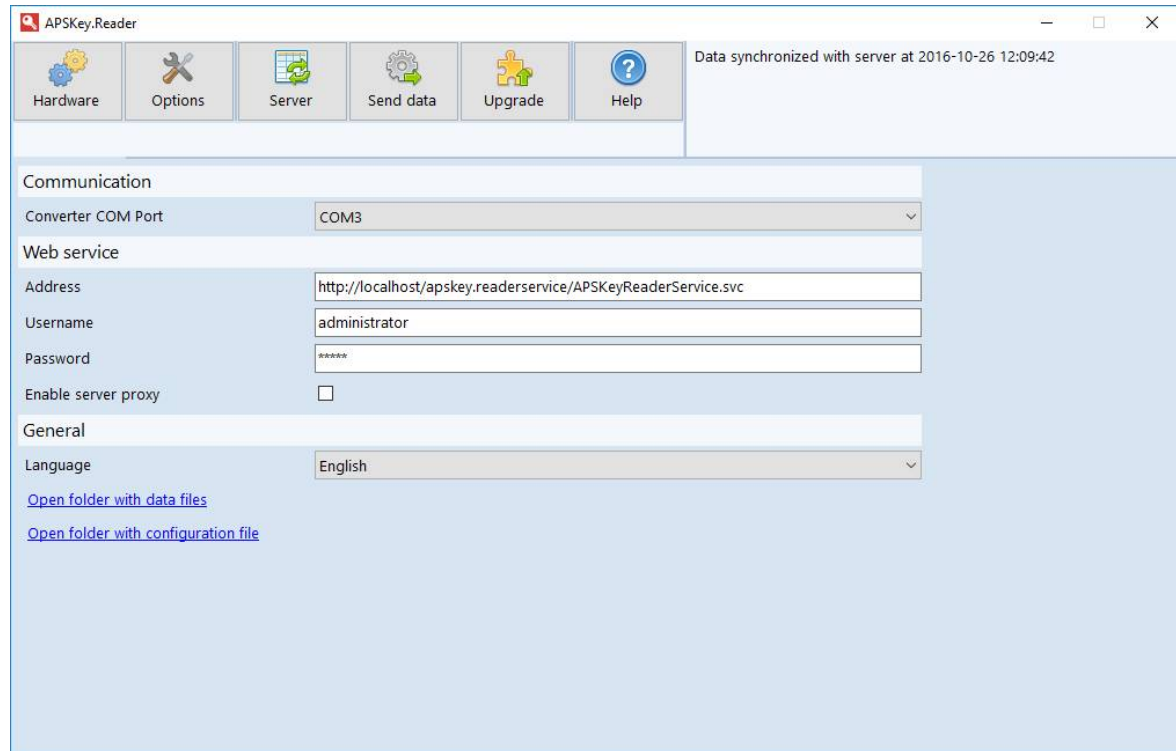 APSKey.Reader
Hardware Options Server Send data Upgrade Help
Data synchronized with server at 2016-10-26 12:09:42
Communication
Converter COM Port COM3
Web service
Address http://localhost/apskey.readerservice/APSKeyReaderService.svc
Username administrator
Password *****
Enable server proxy
General
Language English
Open folder with data files
Open folder with configuration file